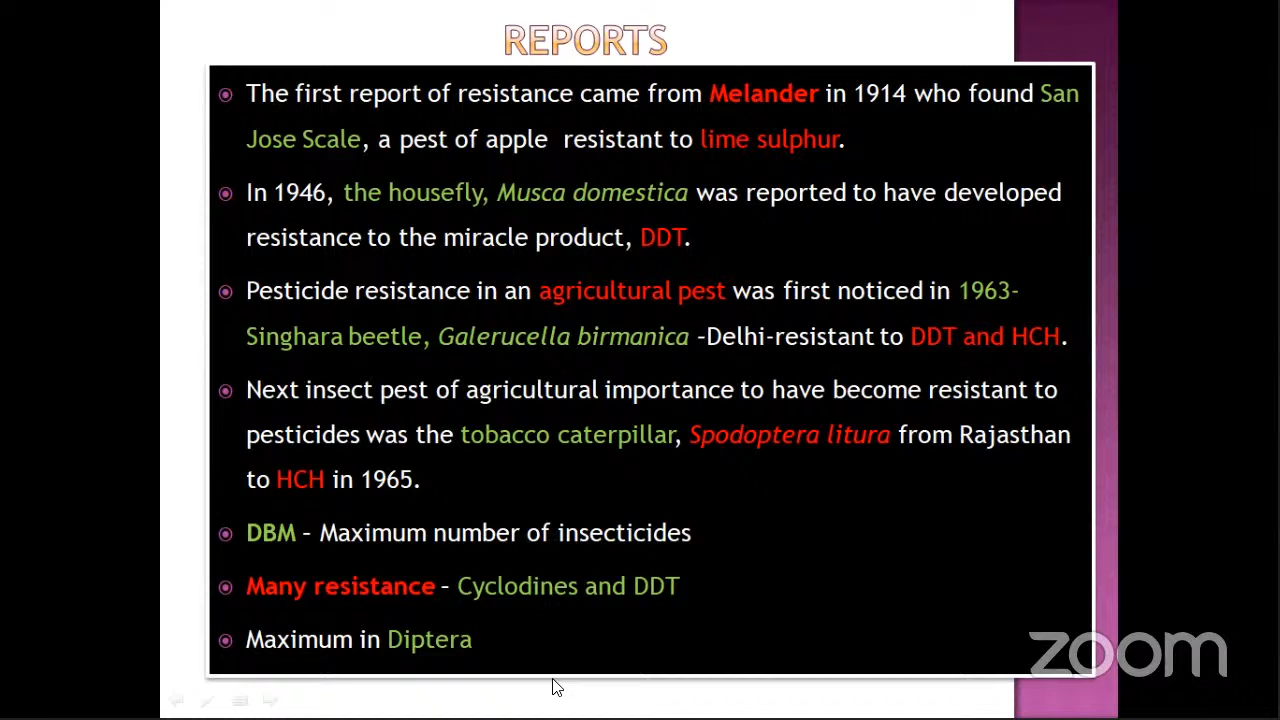 REPORTS
The first report of resistance came from Melander in 1914 who found San
Jose Scale, a pest of apple resistant to lime sulphur.
In 1946, the housefly, Musca domestica was reported to have developed
resistance to the miracle product, DDT.
Pesticide resistance in an agricultural pest was first noticed in 1963-
Singhara beetle, Galerucella birmanica –Delhi-resistant to DDT and HCH.
Next insect pest of agricultural importance to have become resistant to
pesticides was the tobacco caterpillar, Spodoptera litura from Rajasthan
to HCH in 1965.
DBM – Maximum number of insecticides
Many resistance – Cyclodines and DDT
Maximum in Diptera
zoom